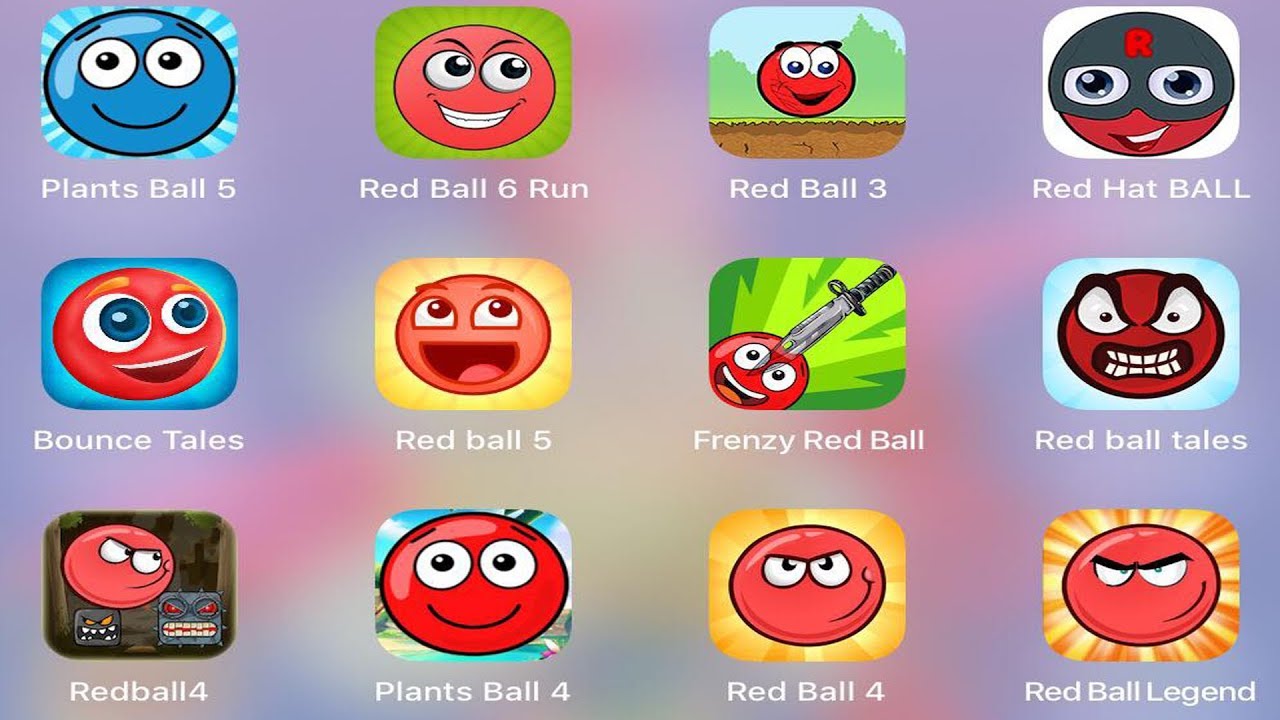 R
Plants Ball 5
Red Ball 6 Run
Red Ball 3
Red Hat BALL
Bounce Tales
Red ball 5
Frenzy Red Ball
Red ball tales
Redball4
Plants Ball 4
Red Ball 4
Red Ball Legend